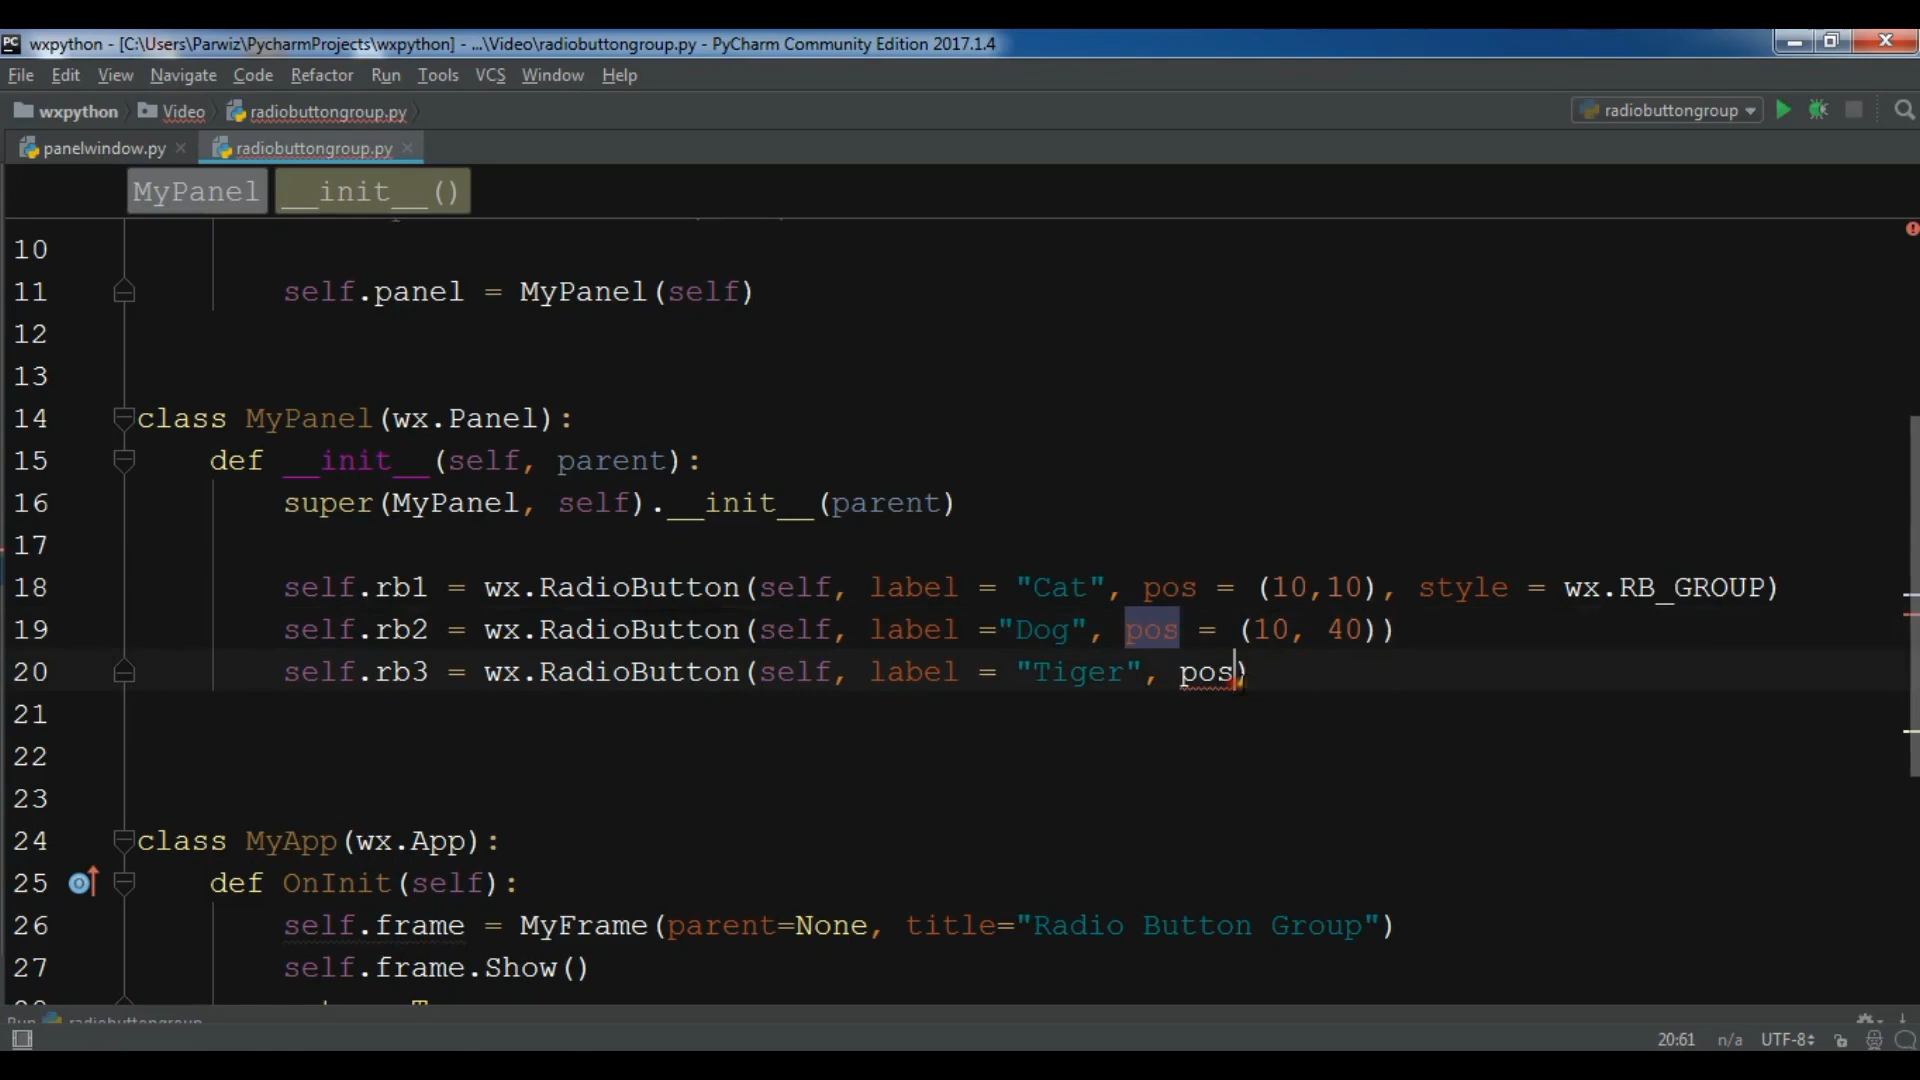 wxpython - [C:\Users\Parwiz\PycharmProjects\wxpython] - ...\Video\radiobuttongroup.py - PyCharm Community Edition 2017.1.4
File Edit View Navigate Code Refactor Run Tools VCS Window Help
wxpython Video radiobuttongroup.py radiobuttongroup
panelwindow.py radiobuttongroup.py
MyPanel __init__()
10
11 self.panel = MyPanel(self)
12
13
14 class MyPanel(wx.Panel):
15 def __init__(self, parent):
16 super(MyPanel, self).__init__(parent)
17
18 self.rb1 = wx.RadioButton(self, label = "Cat", pos = (10,10), style = wx.RB_GROUP)
19 self.rb2 = wx.RadioButton(self, label ="Dog", pos = (10, 40))
20 self.rb3 = wx.RadioButton(self, label = "Tiger", pos)
21
22
23
24 class MyApp(wx.App):
25 def OnInit(self):
26 self.frame = MyFrame(parent=None, title="Radio Button Group")
27 self.frame.Show()
20:61 n/a UTF-8